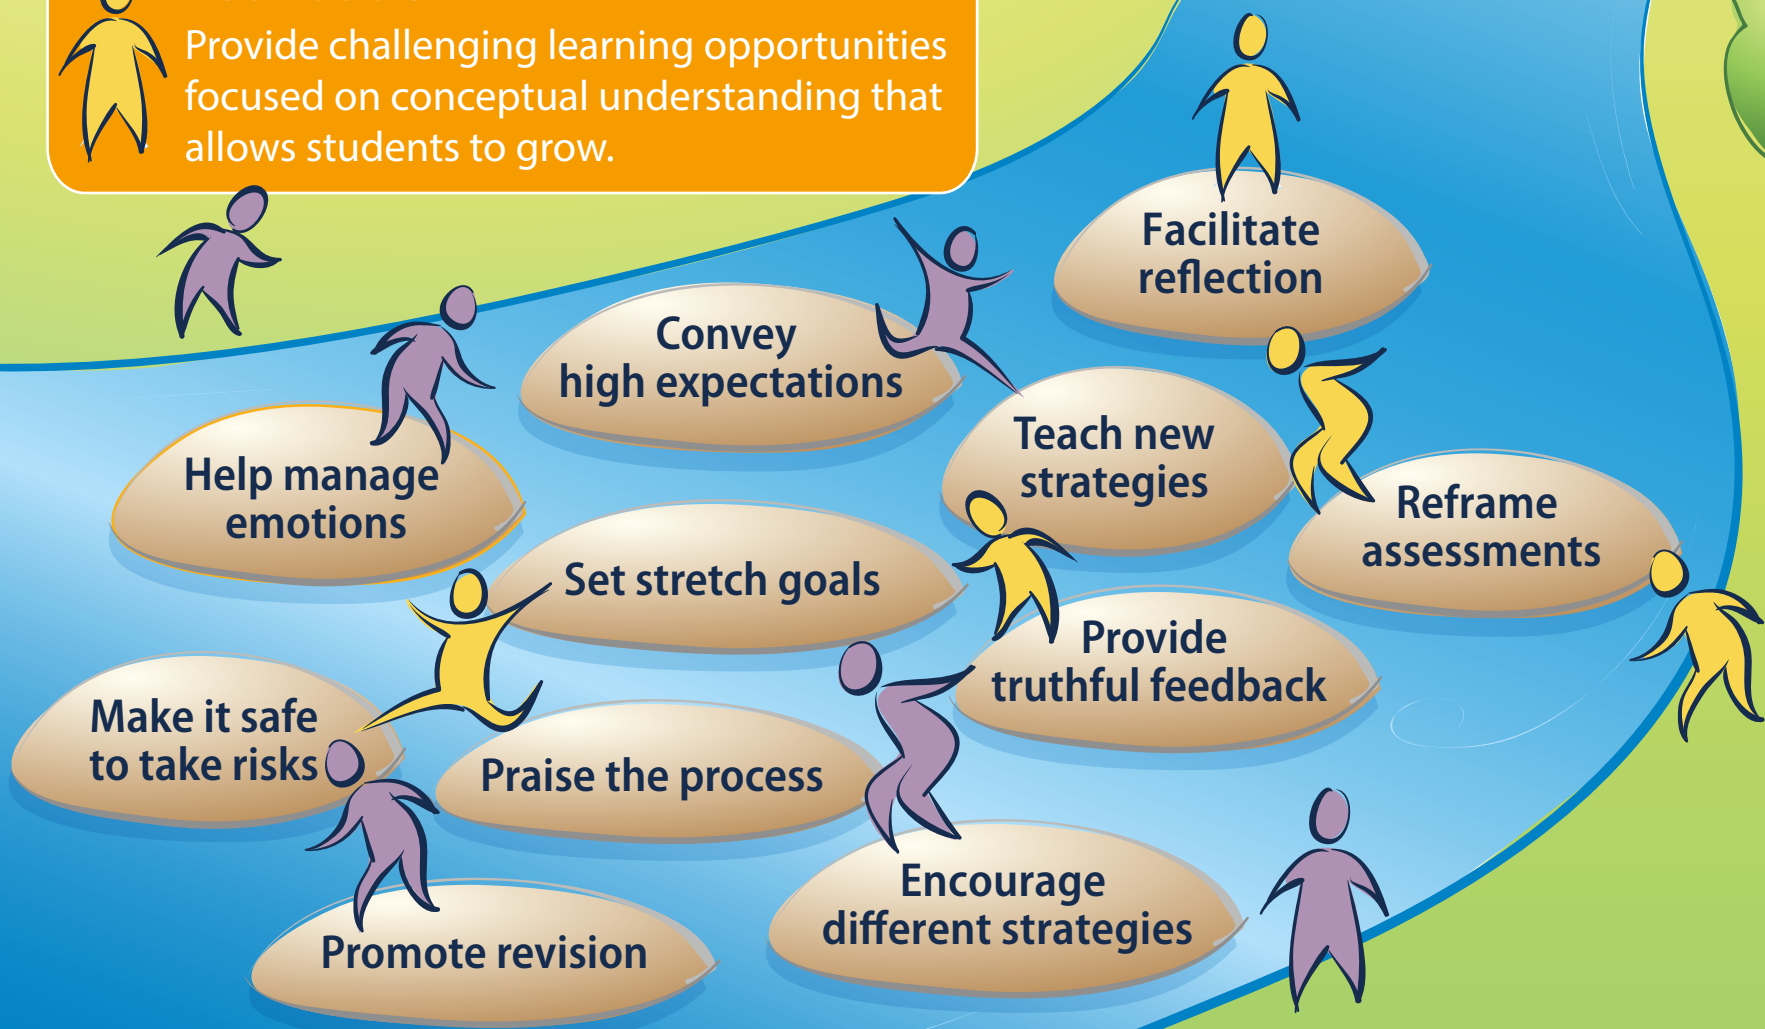 Provide challenging learning opportunities
focused on conceptual understanding that
allows students to grow.
Facilitate
reflection
Convey
high expectations
Teach new
strategies
Help manage
emotions
Reframe
assessments
Set stretch goals
Provide
truthful feedback
Make it safe
to take risks
Praise the process
Encourage
different strategies
Promote revision